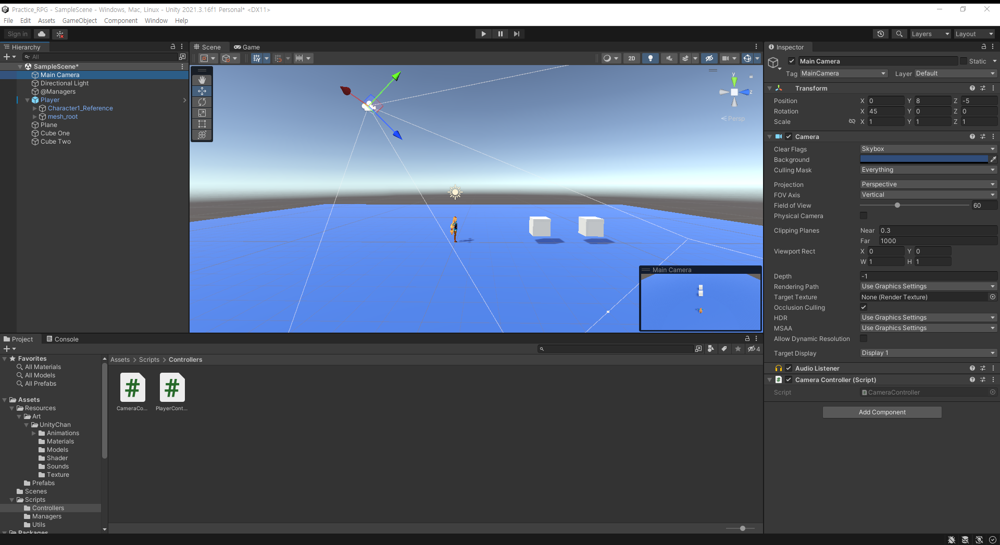 Practice_RPG - SampleScene - Windows, Mac, Linux - Unity 2021.3.16f1 Personal* <DX11>
File Edit Assets GameObject Component Window Help
Sign in
Layers
Layout
Hierarchy
All
SampleScene*
Main Camera
Directional Light
@Managers
Player
Character1_Reference
mesh_root
Plane
Cube One
Cube Two
Scene
Game
2D
y
z
Persp
Main Camera
Project
Console
4
Favorites
All Materials
All Models
All Prefabs
Assets
Resources
Art
UnityChan
Animations
Materials
Models
Shader
Sounds
Texture
Prefabs
Scenes
Scripts
Controllers
Managers
Utils
Packages
Assets > Scripts > Controllers
CameraCo...
PlayerCont...
Inspector
Main Camera
Static
Tag MainCamera Layer Default
Transform
Position X 0 Y 8 Z -5
Rotation X 45 Y 0 Z 0
Scale X 1 Y 1 Z 1
Camera
Clear Flags Skybox
Background
Culling Mask Everything
Projection Perspective
FOV Axis Vertical
Field of View 60
Physical Camera
Clipping Planes Near 0.3
Far 1000
Viewport Rect X 0 Y 0
W 1 H 1
Depth -1
Rendering Path Use Graphics Settings
Target Texture None (Render Texture)
Occlusion Culling
HDR Use Graphics Settings
MSAA Use Graphics Settings
Allow Dynamic Resolution
Target Display Display 1
Audio Listener
Camera Controller (Script)
Script CameraController
Add Component